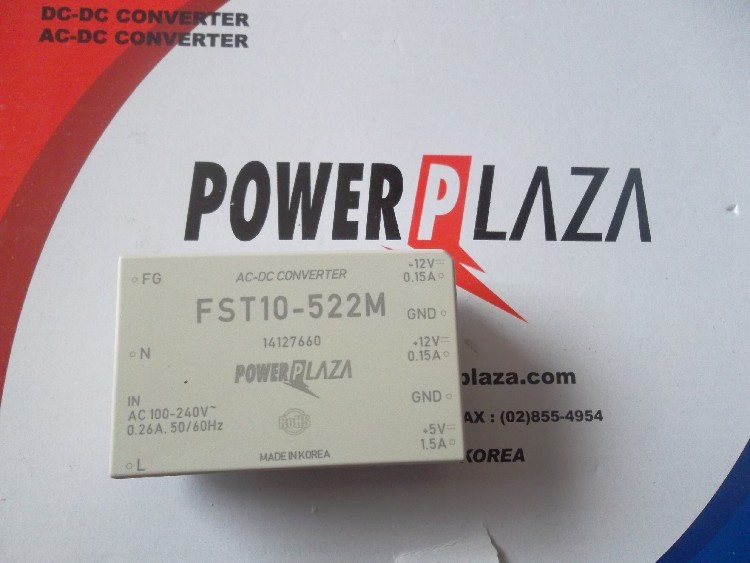 DC-DC CONVERTER
AC-DC CONVERTER
POWERPLAZA
FG
AC-DC CONVERTER
FST10-522M
14127660
POWERPLAZA
N
IN
AC 100-240V~
0.26A. 50/60Hz
L
RoHS
MADE IN KOREA
+12V
0.15A
GND
+12V
0.15A
GND
+5V
1.5A
plaza.com
AX : (02)855-4954
KOREA